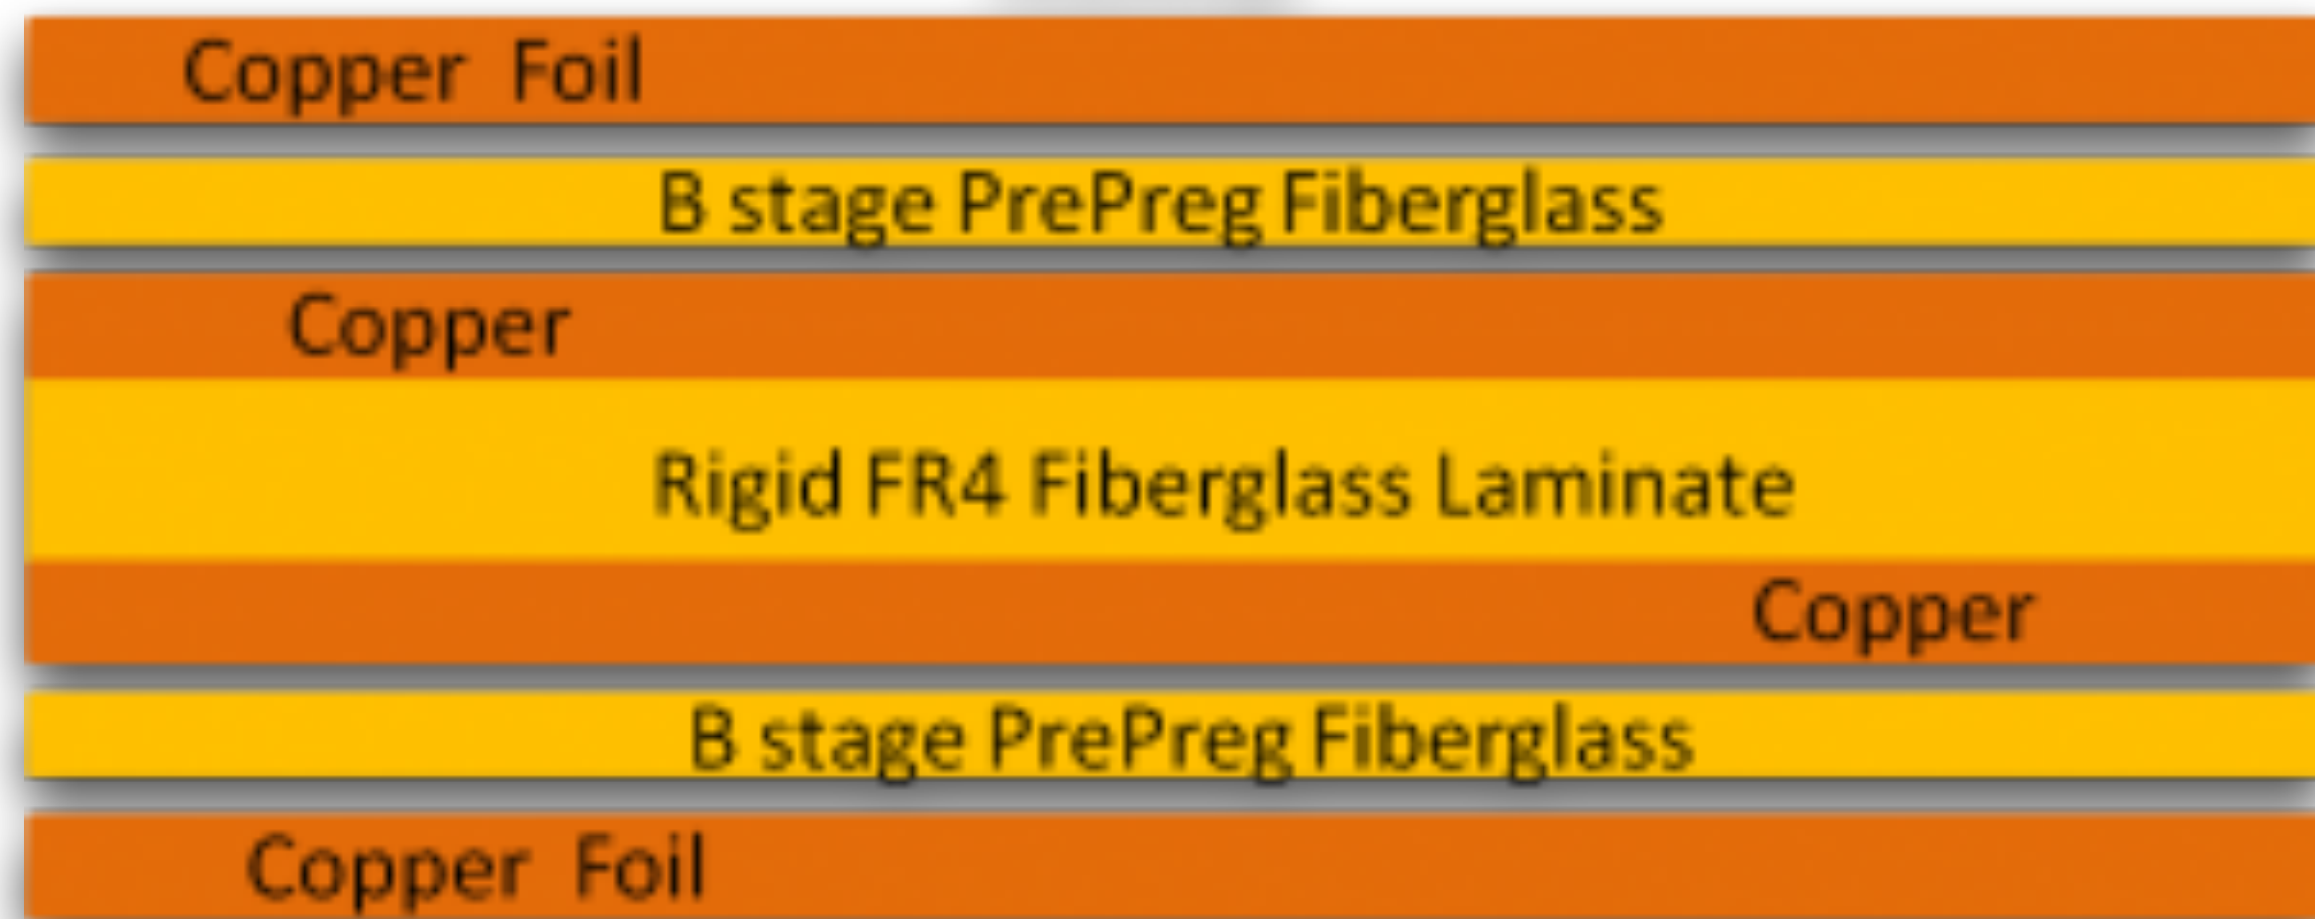 Copper Foil
B stage PrePreg Fiberglass
Copper
Rigid FR4 Fiberglass Laminate
Copper
B stage PrePreg Fiberglass
Copper Foil